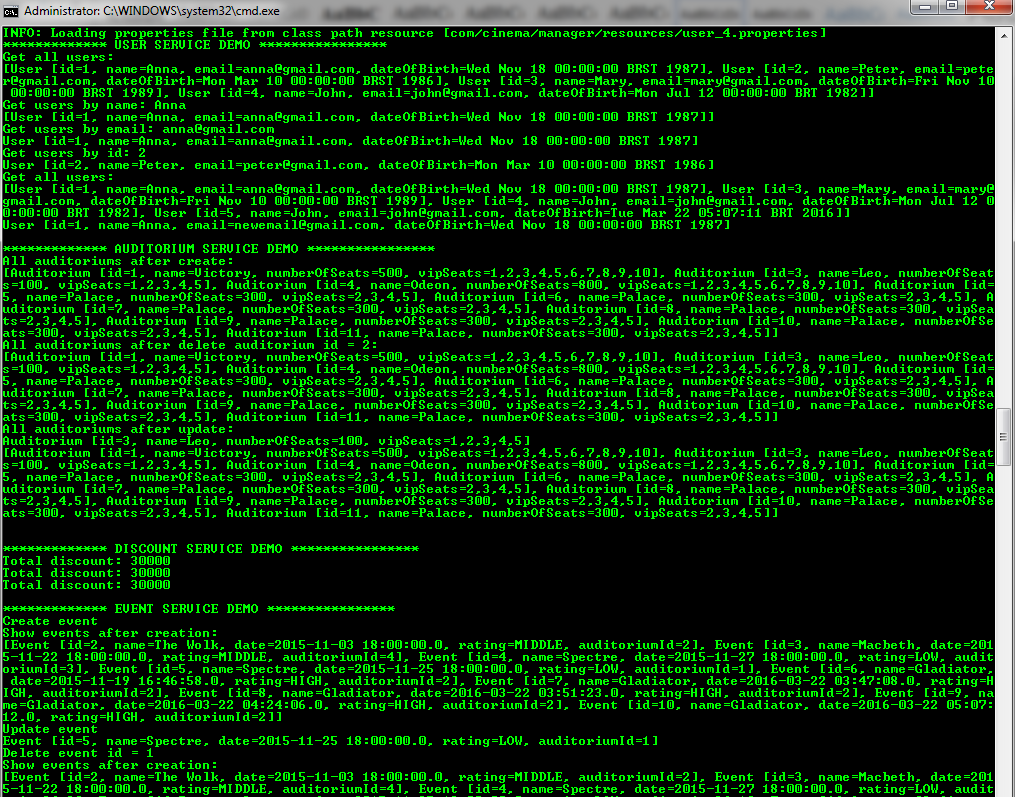 Administrator: C:\WINDOWS\system32\cmd.exe
INFO: Loading properties file from class path resource [com/cinema/manager/resources/user_4.properties]
************* USER SERVICE DEMO ****************
Get all users:
[User [id=1, name=Anna, email=anna@gmail.com, dateOfBirth=Wed Nov 18 00:00:00 BRST 1987], User [id=2, name=Peter, email=pete
r@gmail.com, dateOfBirth=Mon Mar 10 00:00:00 BRST 1986], User [id=3, name=Mary, email=mary@gmail.com, dateOfBirth=Fri Nov 10
 00:00:00 BRST 1989], User [id=4, name=John, email=john@gmail.com, dateOfBirth=Mon Jul 12 00:00:00 BRT 1982]]
Get users by name: Anna
[User [id=1, name=Anna, email=anna@gmail.com, dateOfBirth=Wed Nov 18 00:00:00 BRST 1987]]
Get users by email: anna@gmail.com
User [id=1, name=Anna, email=anna@gmail.com, dateOfBirth=Wed Nov 18 00:00:00 BRST 1987]
Get users by id: 2
User [id=2, name=Peter, email=peter@gmail.com, dateOfBirth=Mon Mar 10 00:00:00 BRST 1986]
Get all users:
[User [id=1, name=Anna, email=anna@gmail.com, dateOfBirth=Wed Nov 18 00:00:00 BRST 1987], User [id=3, name=Mary, email=mary@
gmail.com, dateOfBirth=Fri Nov 10 00:00:00 BRST 1989], User [id=4, name=John, email=john@gmail.com, dateOfBirth=Mon Jul 12 0
0:00:00 BRT 1982], User [id=5, name=John, email=john@gmail.com, dateOfBirth=Tue Mar 22 05:07:11 BRT 2016]]
User [id=1, name=Anna, email=newemail@gmail.com, dateOfBirth=Wed Nov 18 00:00:00 BRST 1987]
************* AUDITORIUM SERVICE DEMO ****************
All auditoriums after create:
[Auditorium [id=1, name=Victory, numberOfSeats=500, vipSeats=1,2,3,4,5,6,7,8,9,10], Auditorium [id=3, name=Leo, numberOfSeat
s=100, vipSeats=1,2,3,4,5], Auditorium [id=4, name=Odeon, numberOfSeats=800, vipSeats=1,2,3,4,5,6,7,8,9,10], Auditorium [id=
5, name=Palace, numberOfSeats=300, vipSeats=2,3,4,5], Auditorium [id=6, name=Palace, numberOfSeats=300, vipSeats=2,3,4,5], A
uditorium [id=7, name=Palace, numberOfSeats=300, vipSeats=2,3,4,5], Auditorium [id=8, name=Palace, numberOfSeats=300, vipSea
ts=2,3,4,5], Auditorium [id=9, name=Palace, numberOfSeats=300, vipSeats=2,3,4,5], Auditorium [id=10, name=Palace, numberOfSe
ats=300, vipSeats=2,3,4,5], Auditorium [id=11, name=Palace, numberOfSeats=300, vipSeats=2,3,4,5]]
All auditoriums after delete auditorium id = 2:
[Auditorium [id=1, name=Victory, numberOfSeats=500, vipSeats=1,2,3,4,5,6,7,8,9,10], Auditorium [id=3, name=Leo, numberOfSeat
s=100, vipSeats=1,2,3,4,5], Auditorium [id=4, name=Odeon, numberOfSeats=800, vipSeats=1,2,3,4,5,6,7,8,9,10], Auditorium [id=
5, name=Palace, numberOfSeats=300, vipSeats=2,3,4,5], Auditorium [id=6, name=Palace, numberOfSeats=300, vipSeats=2,3,4,5], A
uditorium [id=7, name=Palace, numberOfSeats=300, vipSeats=2,3,4,5], Auditorium [id=8, name=Palace, numberOfSeats=300, vipSea
ts=2,3,4,5], Auditorium [id=9, name=Palace, numberOfSeats=300, vipSeats=2,3,4,5], Auditorium [id=10, name=Palace, numberOfSe
ats=300, vipSeats=2,3,4,5], Auditorium [id=11, name=Palace, numberOfSeats=300, vipSeats=2,3,4,5]]
All auditoriums after update:
Auditorium [id=3, name=Leo, numberOfSeats=100, vipSeats=1,2,3,4,5]
[Auditorium [id=1, name=Victory, numberOfSeats=500, vipSeats=1,2,3,4,5,6,7,8,9,10], Auditorium [id=3, name=Leo, numberOfSeat
s=100, vipSeats=1,2,3,4,5], Auditorium [id=4, name=Odeon, numberOfSeats=800, vipSeats=1,2,3,4,5,6,7,8,9,10], Auditorium [id=
5, name=Palace, numberOfSeats=300, vipSeats=2,3,4,5], Auditorium [id=6, name=Palace, numberOfSeats=300, vipSeats=2,3,4,5], A
uditorium [id=7, name=Palace, numberOfSeats=300, vipSeats=2,3,4,5], Auditorium [id=8, name=Palace, numberOfSeats=300, vipSea
ts=2,3,4,5], Auditorium [id=9, name=Palace, numberOfSeats=300, vipSeats=2,3,4,5], Auditorium [id=10, name=Palace, numberOfSe
ats=300, vipSeats=2,3,4,5], Auditorium [id=11, name=Palace, numberOfSeats=300, vipSeats=2,3,4,5]]
************* DISCOUNT SERVICE DEMO ****************
Total discount: 30000
Total discount: 30000
Total discount: 30000
************* EVENT SERVICE DEMO ****************
Create event
Show events after creation:
[Event [id=2, name=The Wolk, date=2015-11-03 18:00:00.0, rating=MIDDLE, auditoriumId=2], Event [id=3, name=Macbeth, date=201
5-11-22 18:00:00.0, rating=MIDDLE, auditoriumId=4], Event [id=4, name=Spectre, date=2015-11-27 18:00:00.0, rating=LOW, audit
oriumId=3], Event [id=5, name=Spectre, date=2015-11-25 18:00:00.0, rating=LOW, auditoriumId=1], Event [id=6, name=Gladiator,
 date=2015-11-19 16:46:58.0, rating=HIGH, auditoriumId=2], Event [id=7, name=Gladiator, date=2016-03-22 03:47:08.0, rating=H
IGH, auditoriumId=2], Event [id=8, name=Gladiator, date=2016-03-22 03:51:23.0, rating=HIGH, auditoriumId=2], Event [id=9, na
me=Gladiator, date=2016-03-22 04:24:06.0, rating=HIGH, auditoriumId=2], Event [id=10, name=Gladiator, date=2016-03-22 05:07:
12.0, rating=HIGH, auditoriumId=2]]
Update event
Event [id=5, name=Spectre, date=2015-11-25 18:00:00.0, rating=LOW, auditoriumId=1]
Delete event id = 1
Show events after creation:
[Event [id=2, name=The Wolk, date=2015-11-03 18:00:00.0, rating=MIDDLE, auditoriumId=2], Event [id=3, name=Macbeth, date=201
5-11-22 18:00:00.0, rating=MIDDLE, auditoriumId=4], Event [id=4, name=Spectre, date=2015-11-27 18:00:00.0, rating=LOW, audit